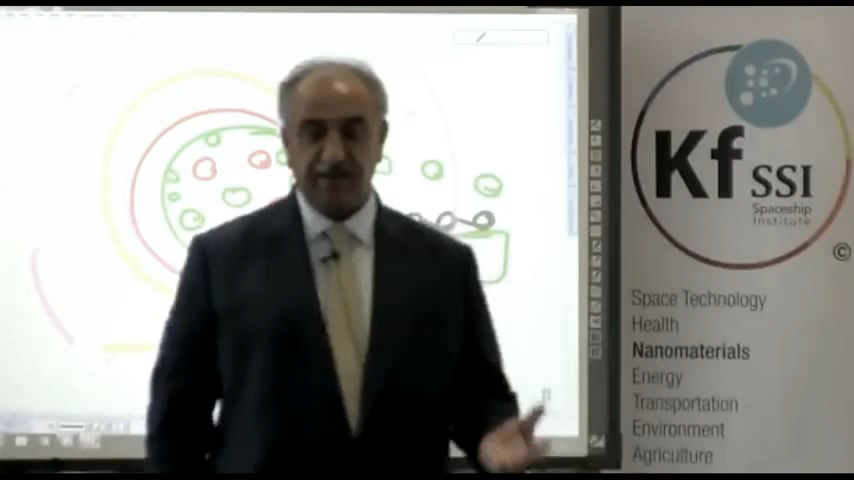 Kf SSI
Spaceship
Institute
©
Space Technology
Health
Nanomaterials
Energy
Transportation
Environment
Agriculture